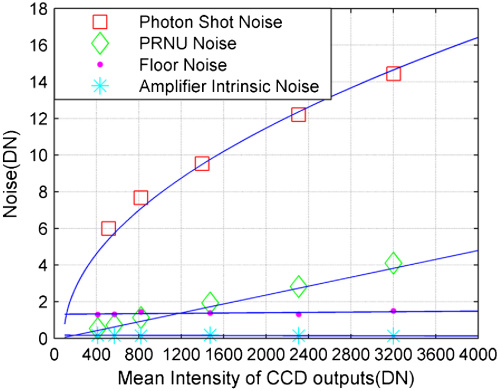 18
16
14
12
10
8
6
4
2
0
Noise(DN)
Photon Shot Noise
PRNU Noise
Floor Noise
Amplifier Intrinsic Noise
0 400 800 1200 1600 2000 2400 2800 3200 3600 4000
Mean Intensity of CCD outputs(DN)